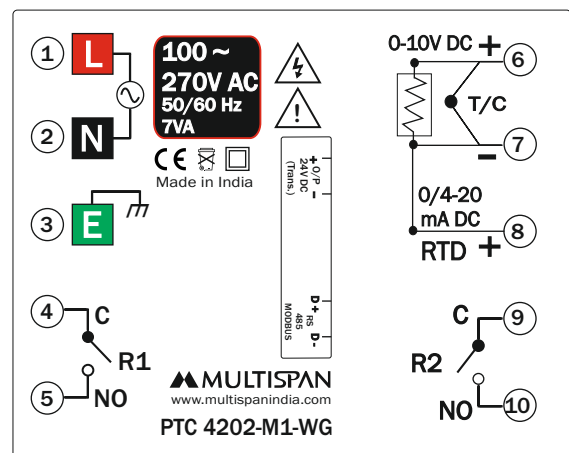 1
L
2
N
3
E
100 ~
270V AC
50/60 Hz
7VA
CE
Made in India
+ O/P -
24V DC
(Trans.)
D+ RS D-
485
MODBUS
0-10V DC +
6
T/C
7
-
0/4-20
mA DC
8
RTD +
4
C
R1
5
NO
MULTISPAN
www.multispanindia.com
PTC 4202-M1-WG
C
9
R2
NO
10